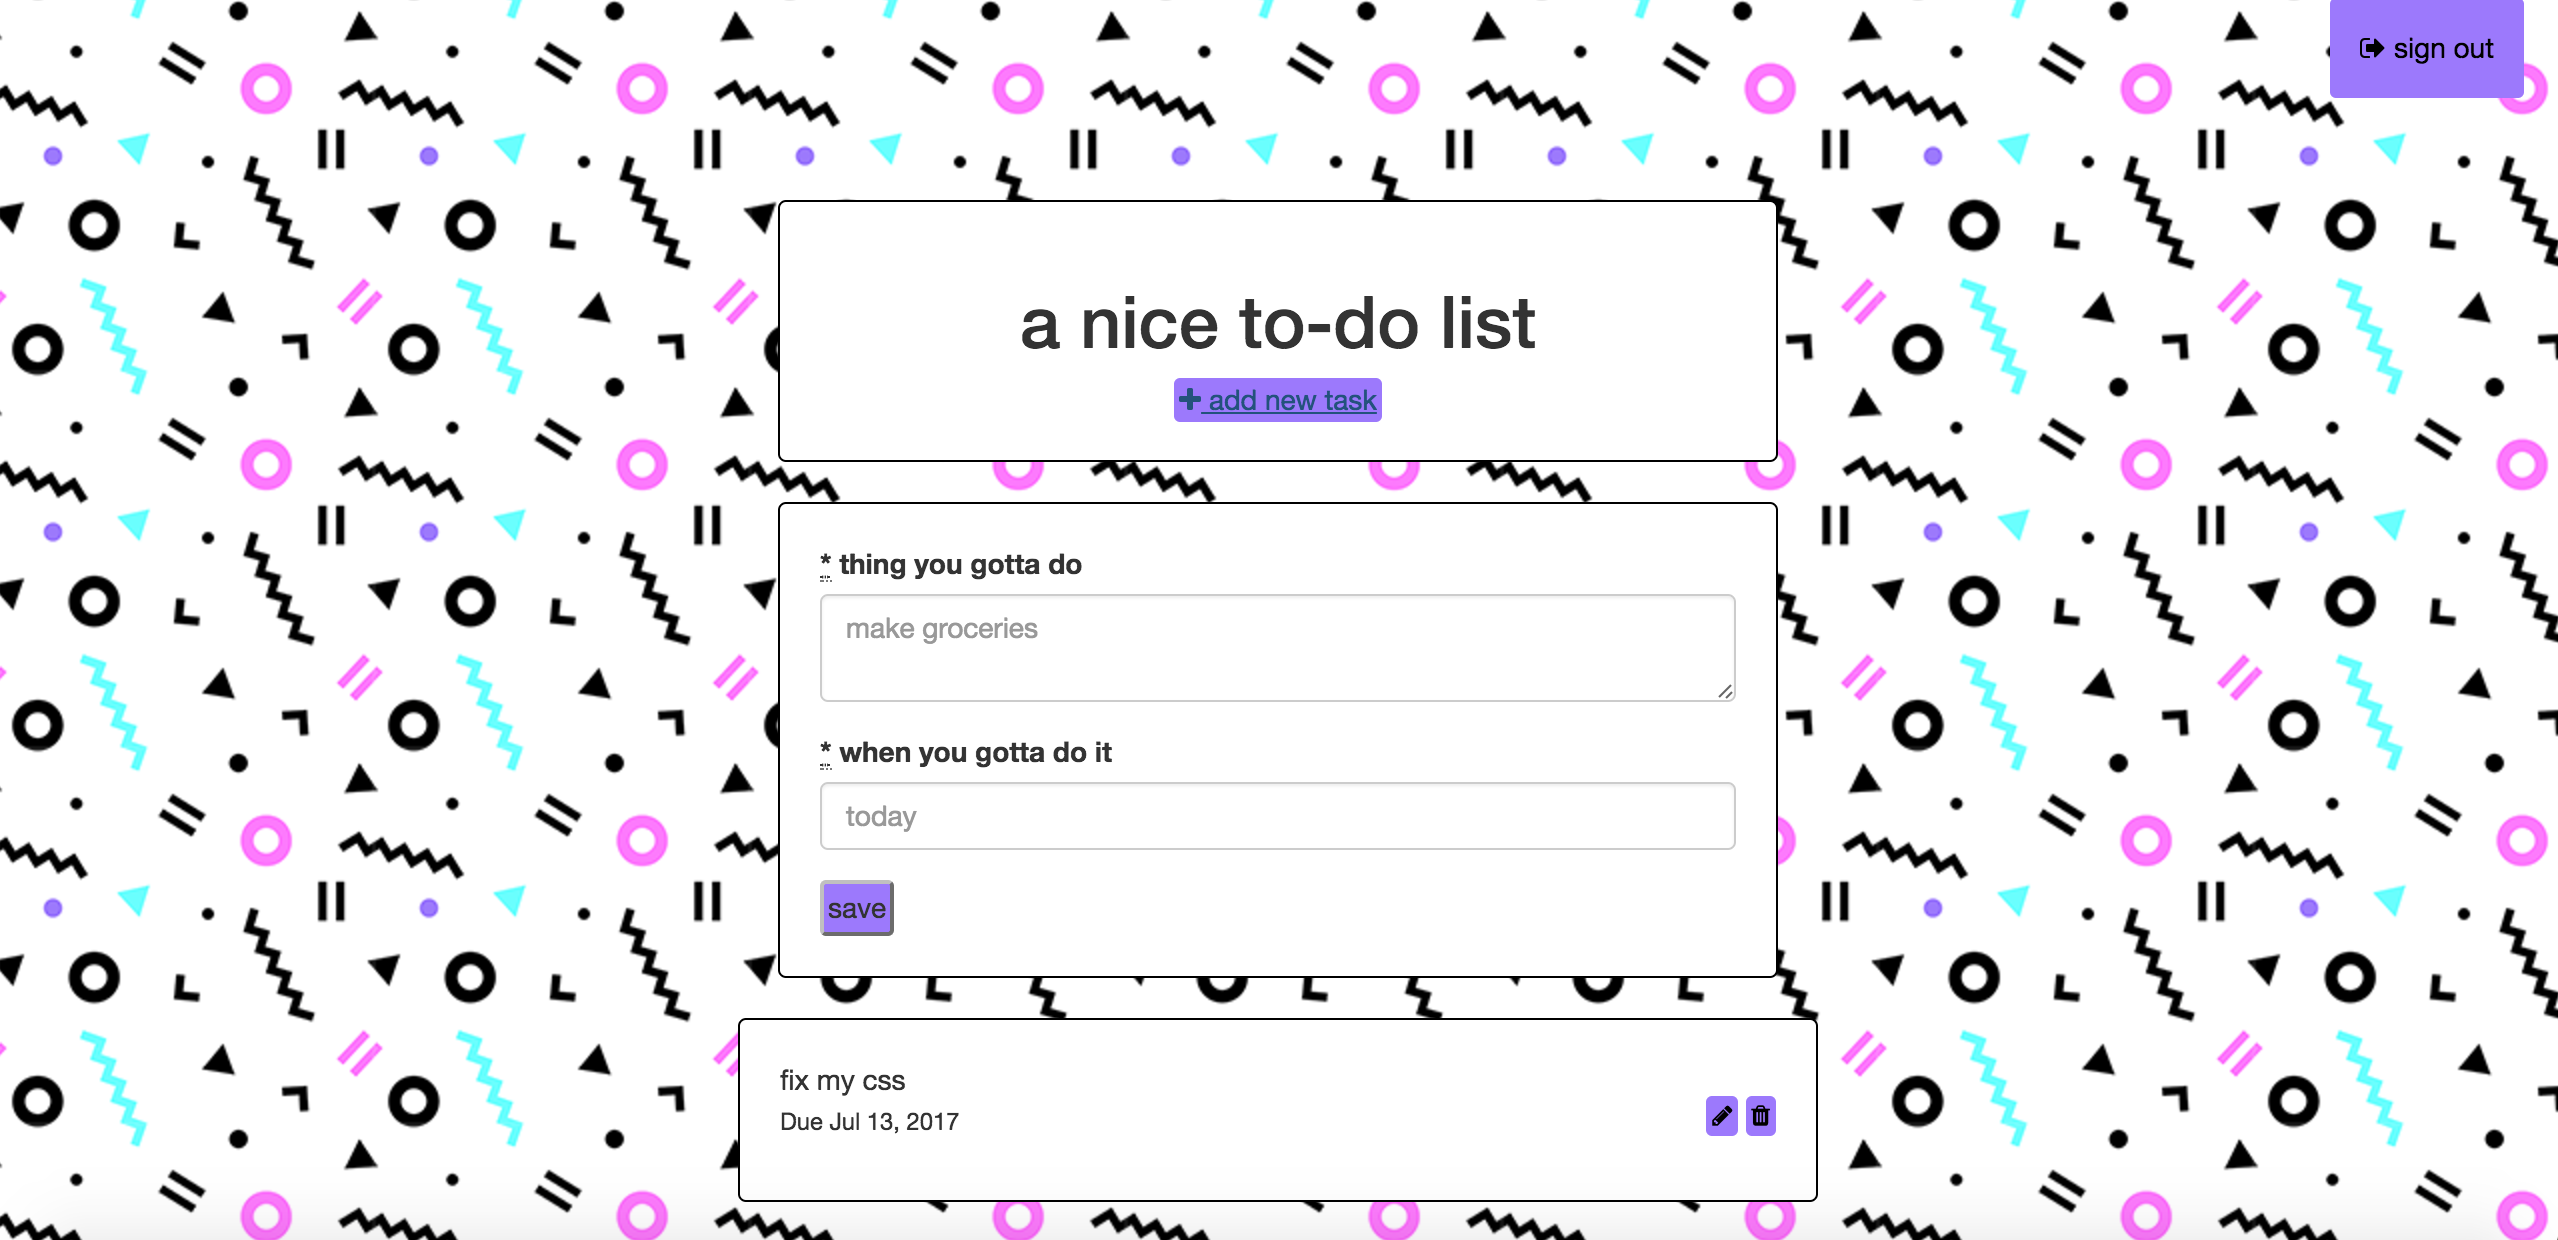 sign out
a nice to-do list
add new task
* thing you gotta do
make groceries
* when you gotta do it
today
save
fix my css
Due Jul 13, 2017